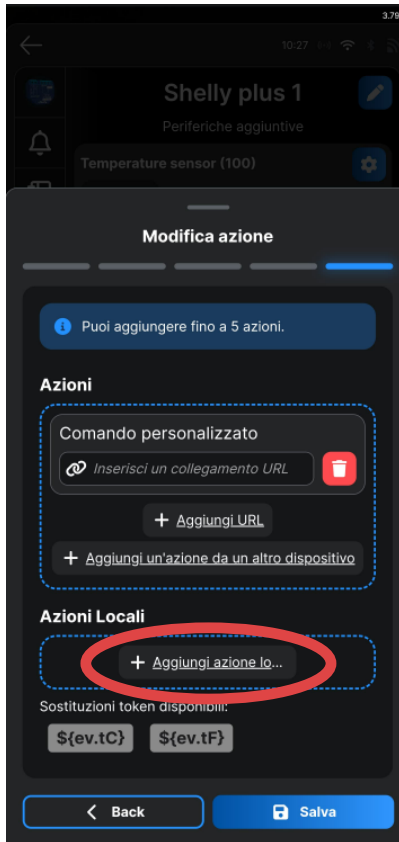 3.79
10:27
Shelly plus 1
Periferiche aggiuntive
Temperature sensor (100)
Modifica azione
Puoi aggiungere fino a 5 azioni.
Azioni
Comando personalizzato
Inserisci un collegamento URL
+ Aggiungi URL
+ Aggiungi un'azione da un altro dispositivo
Azioni Locali
+ Aggiungi azione lo...
Sostituzioni token disponibili:
${ev.tC} ${ev.tF}
Back Salva